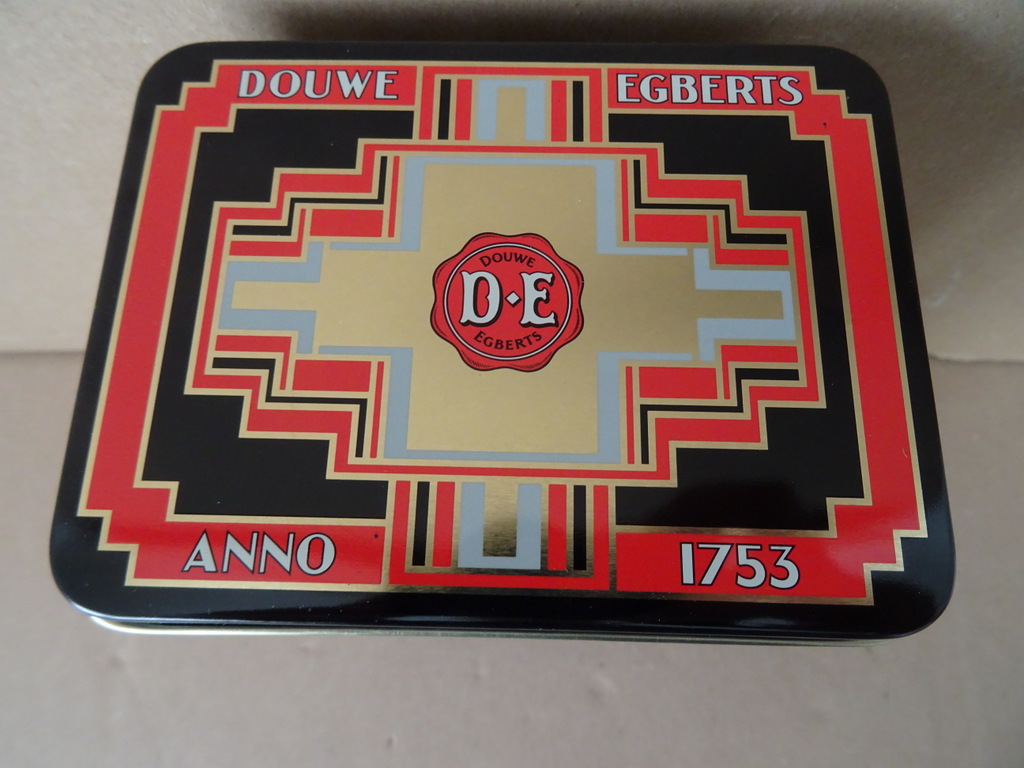 DOUWE EGBERTS
DOUWE
D·E
EGBERTS
ANNO 1753